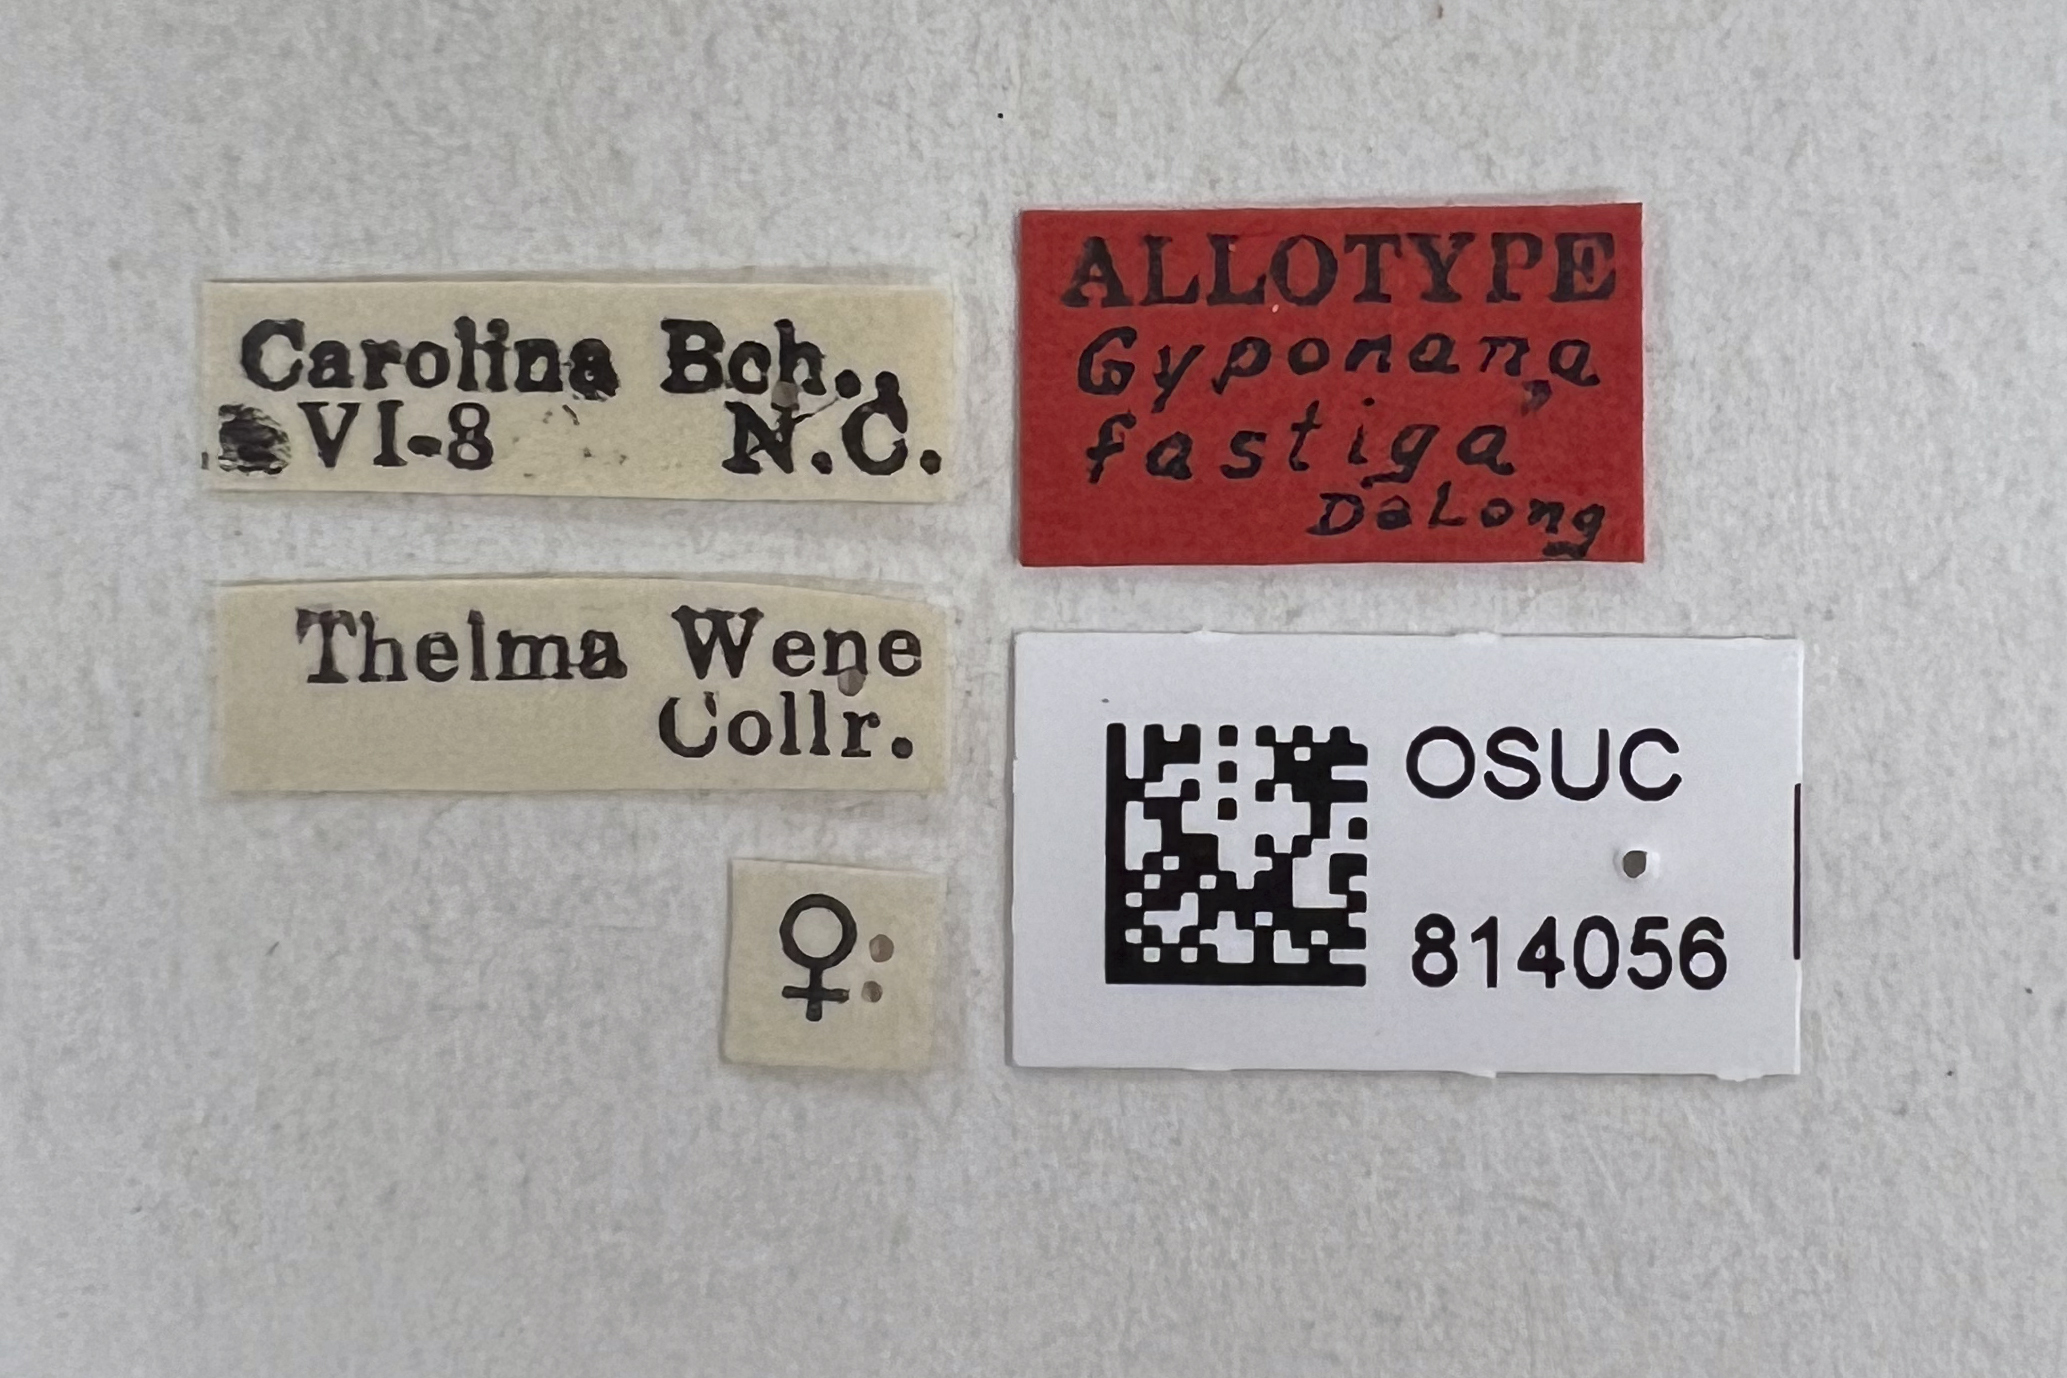 Carolina Bch.,
VI-8 N.C.
Thelma Wene
Collr.
♀
ALLOTYPE
Gyponana
fastiga
DeLong
OSUC
814056